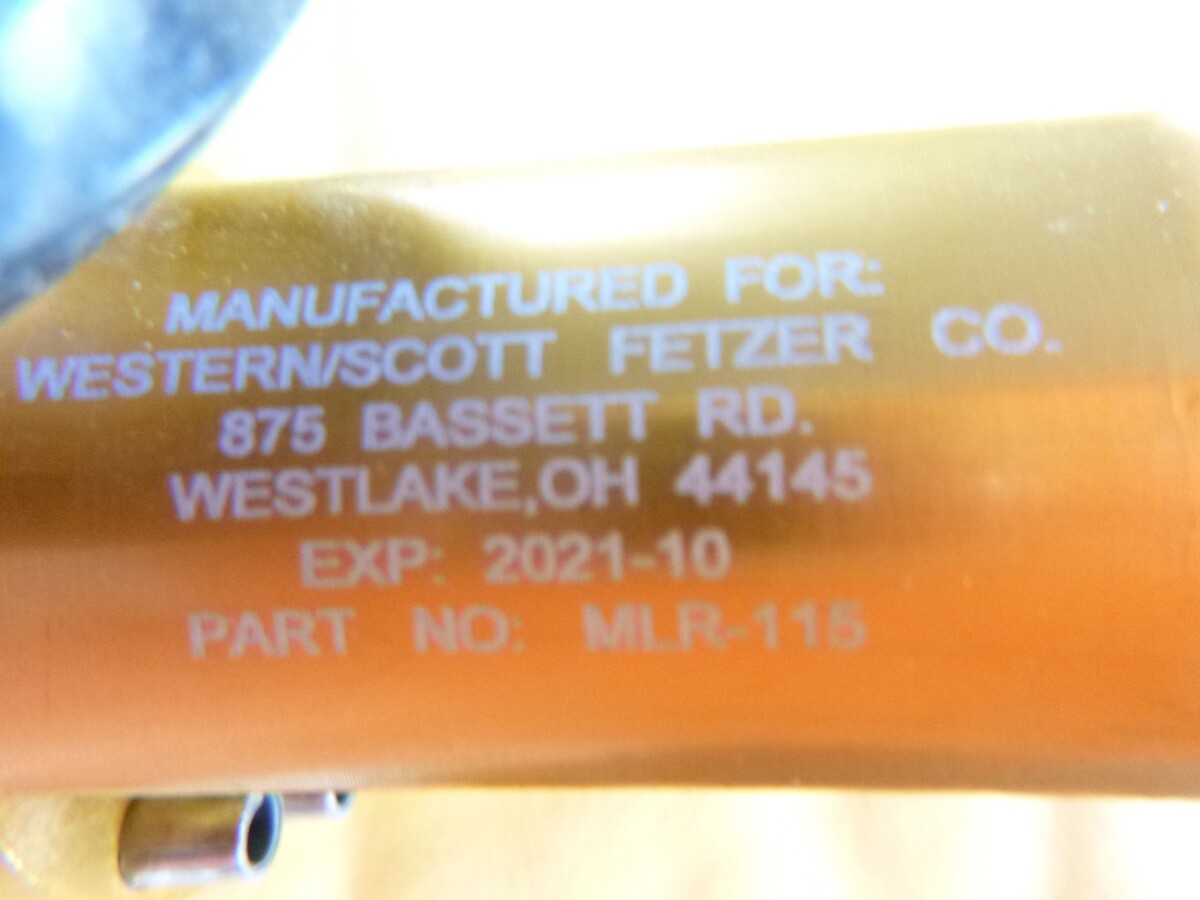 MANUFACTURED FOR:
WESTERN/SCOTT FETZER CO.
875 BASSETT RD.
WESTLAKE,OH 44145
EXP: 2021-10
PART NO: MLR-115